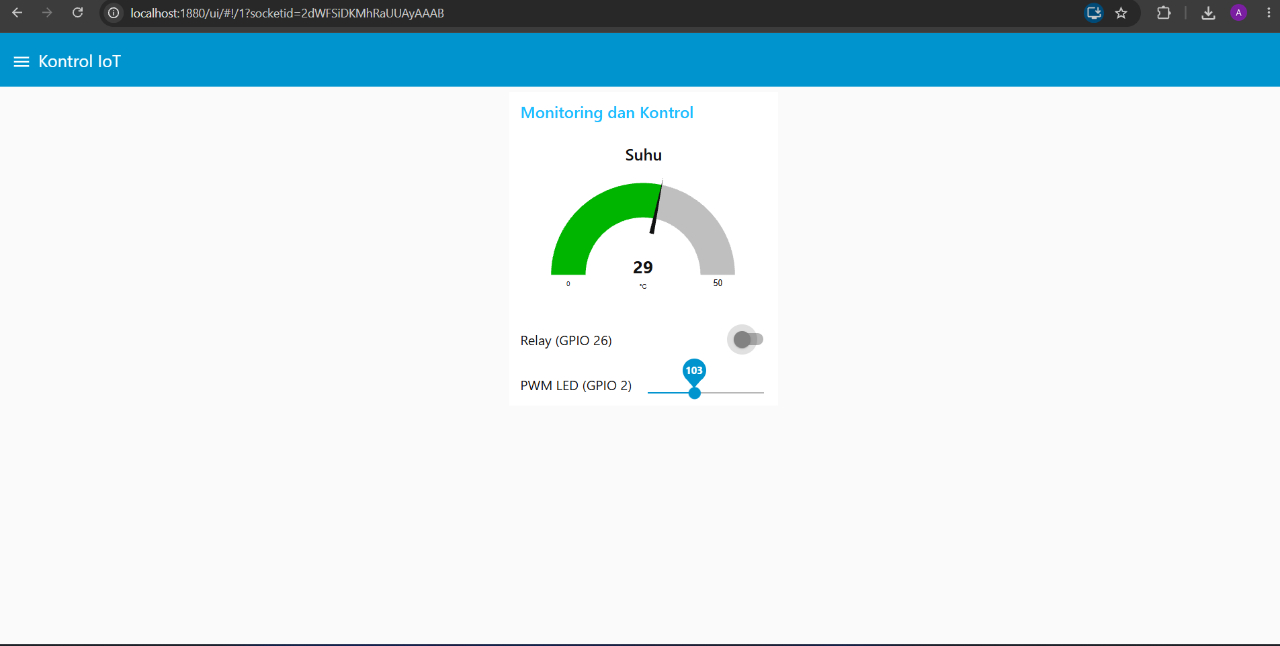 localhost:1880/ui/#!/1?socketid=2dWFSiDKMhRaUUAyAAAB
A
Kontrol IoT
Monitoring dan Kontrol
Suhu
29
0
°C
50
Relay (GPIO 26)
103
PWM LED (GPIO 2)